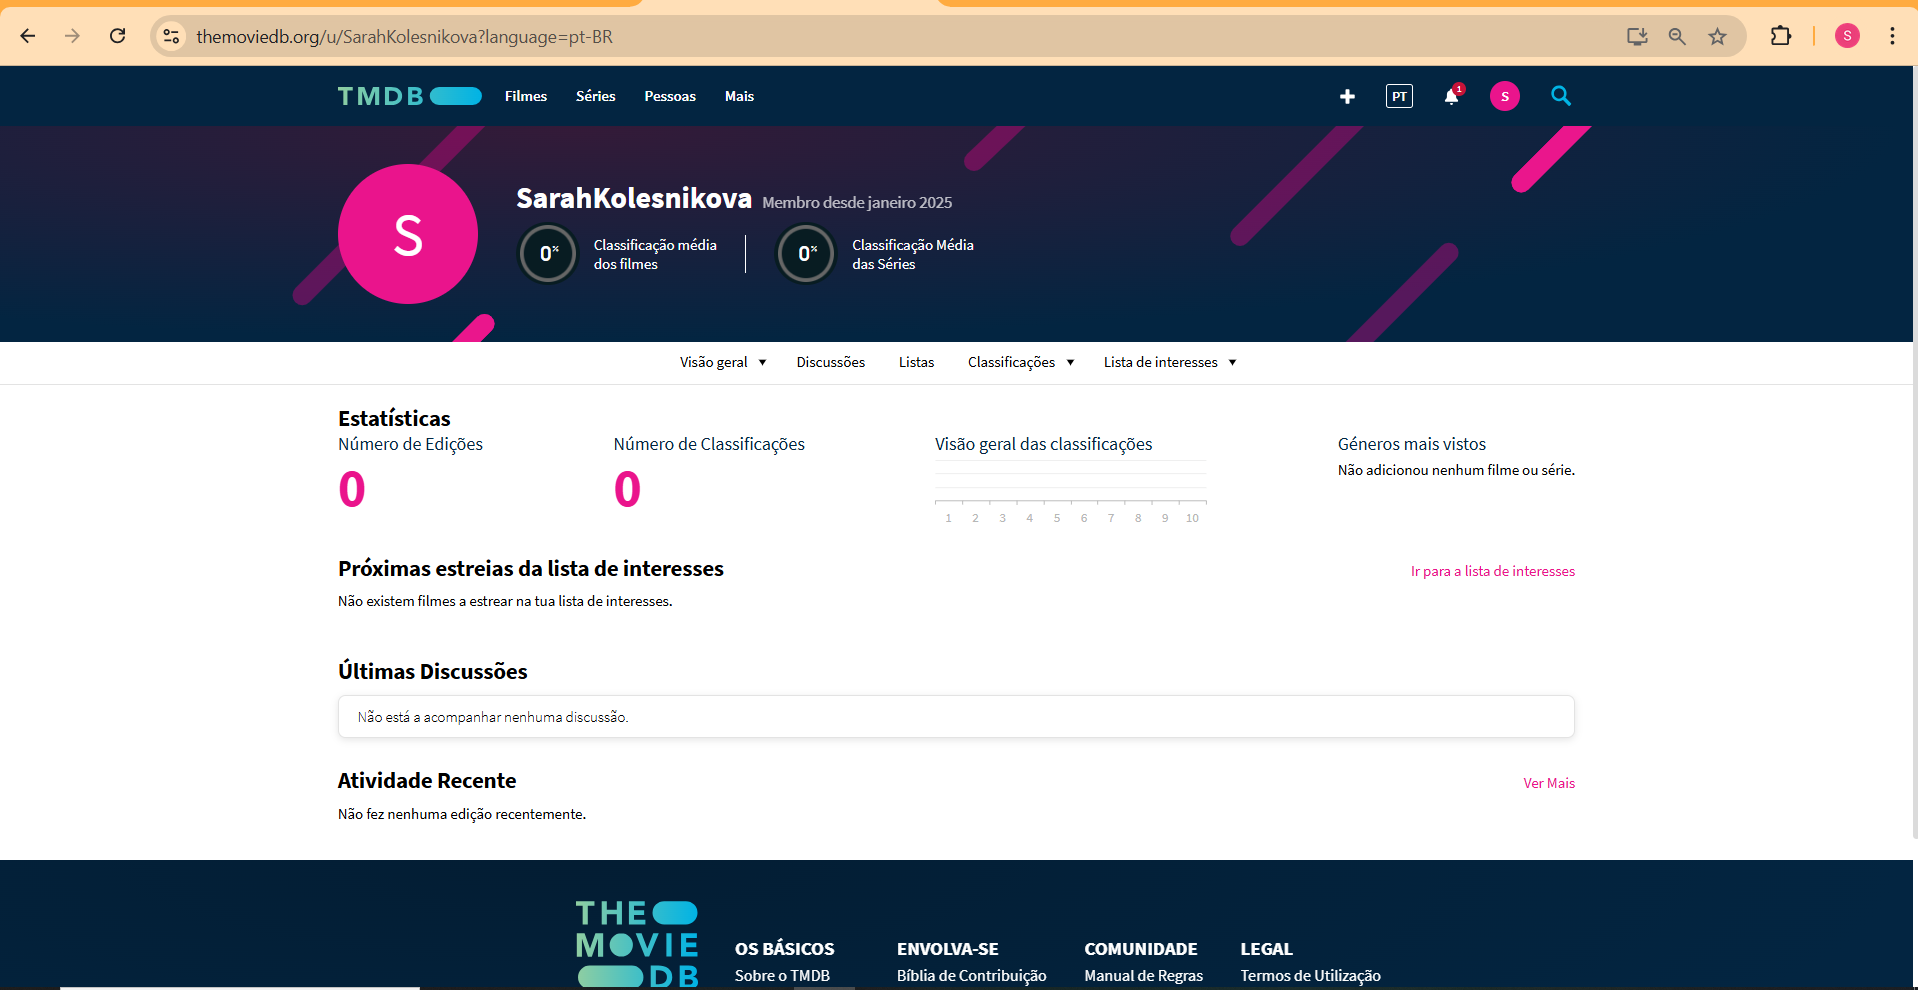 themoviedb.org/u/SarahKolesnikova?language=pt-BR
S
TMDB
Filmes
Séries
Pessoas
Mais
PT
1
S
S
SarahKolesnikova Membro desde janeiro 2025
0%
Classificação média
dos filmes
0%
Classificação Média
das Séries
Visão geral
Discussões
Listas
Classificações
Lista de interesses
Estatísticas
Número de Edições
0
Número de Classificações
0
Visão geral das classificações
1 2 3 4 5 6 7 8 9 10
Géneros mais vistos
Não adicionou nenhum filme ou série.
Próximas estreias da lista de interesses
Ir para a lista de interesses
Não existem filmes a estrear na tua lista de interesses.
Últimas Discussões
Não está a acompanhar nenhuma discussão.
Atividade Recente
Ver Mais
Não fez nenhuma edição recentemente.
THE
MOVIE
DB
OS BÁSICOS
Sobre o TMDB
ENVOLVA-SE
Bíblia de Contribuição
COMUNIDADE
Manual de Regras
LEGAL
Termos de Utilização